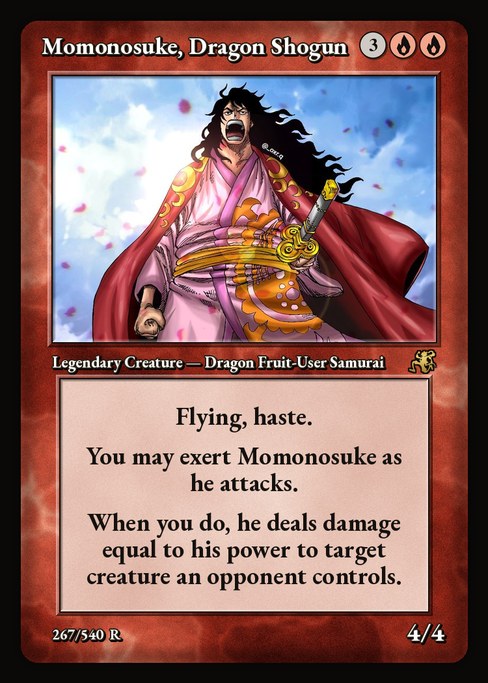 Momonosuke, Dragon Shogun 3
@_oar.q
Legendary Creature — Dragon Fruit-User Samurai
Flying, haste.
You may exert Momonosuke as
he attacks.
When you do, he deals damage
equal to his power to target
creature an opponent controls.
267/540 R
4/4